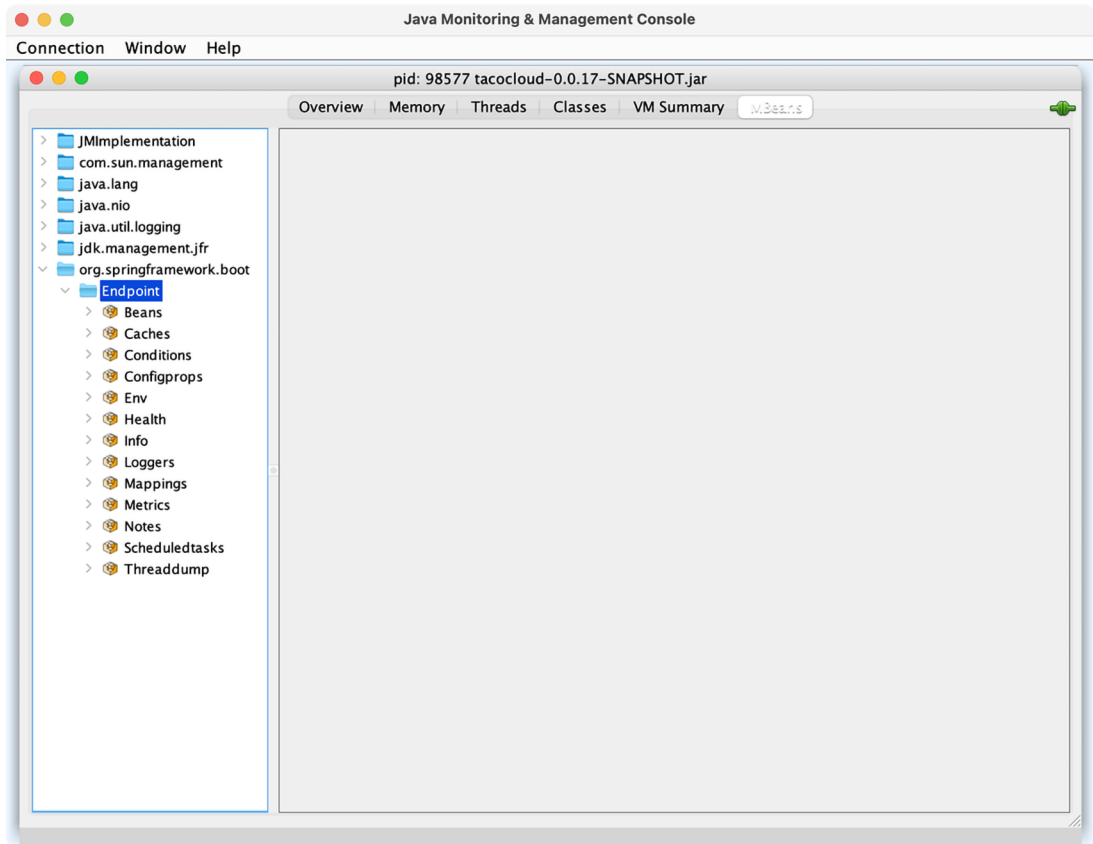 Java Monitoring & Management Console
Connection Window Help
pid: 98577 tacocloud-0.0.17-SNAPSHOT.jar
Overview Memory Threads Classes VM Summary MBeans
JMImplementation
com.sun.management
java.lang
java.nio
java.util.logging
jdk.management.jfr
org.springframework.boot
Endpoint
Beans
Caches
Conditions
Configprops
Env
Health
Info
Loggers
Mappings
Metrics
Notes
Scheduledtasks
Threaddump